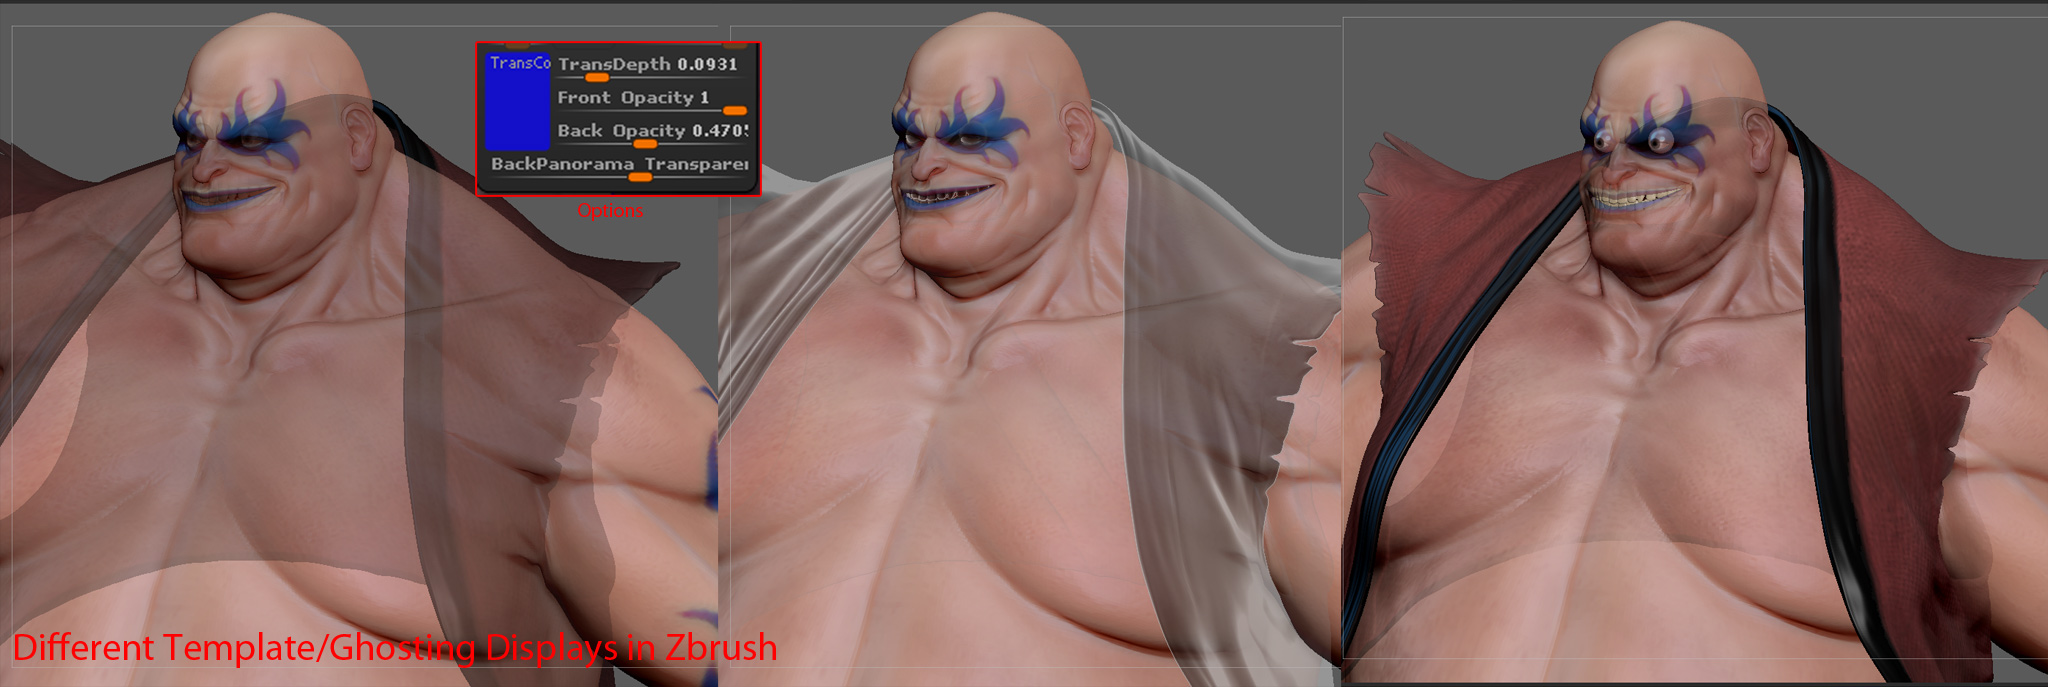 TransCo
TransDepth 0.0931
Front Opacity 1
Back Opacity 0.470
BackPanorama Transparen
Options
Different Template/Ghosting Displays in Zbrush